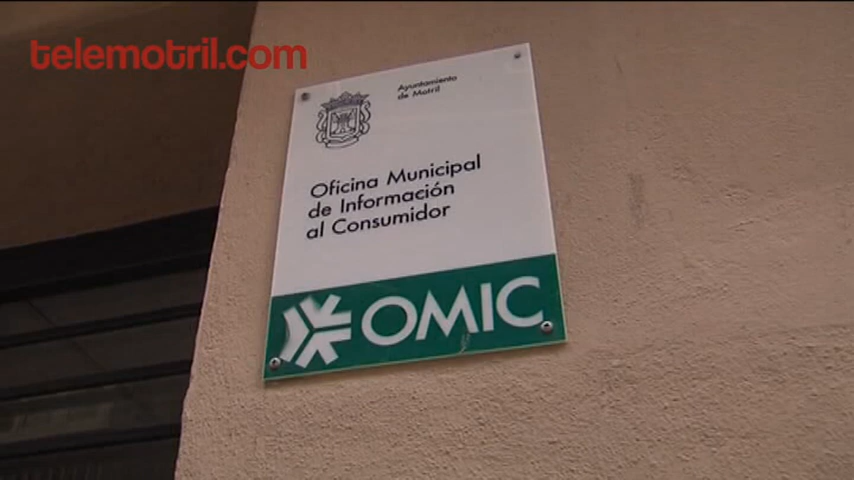 telemotril.com
Ayuntamiento
de Motril
Oficina Municipal
de Información
al Consumidor
OMIC